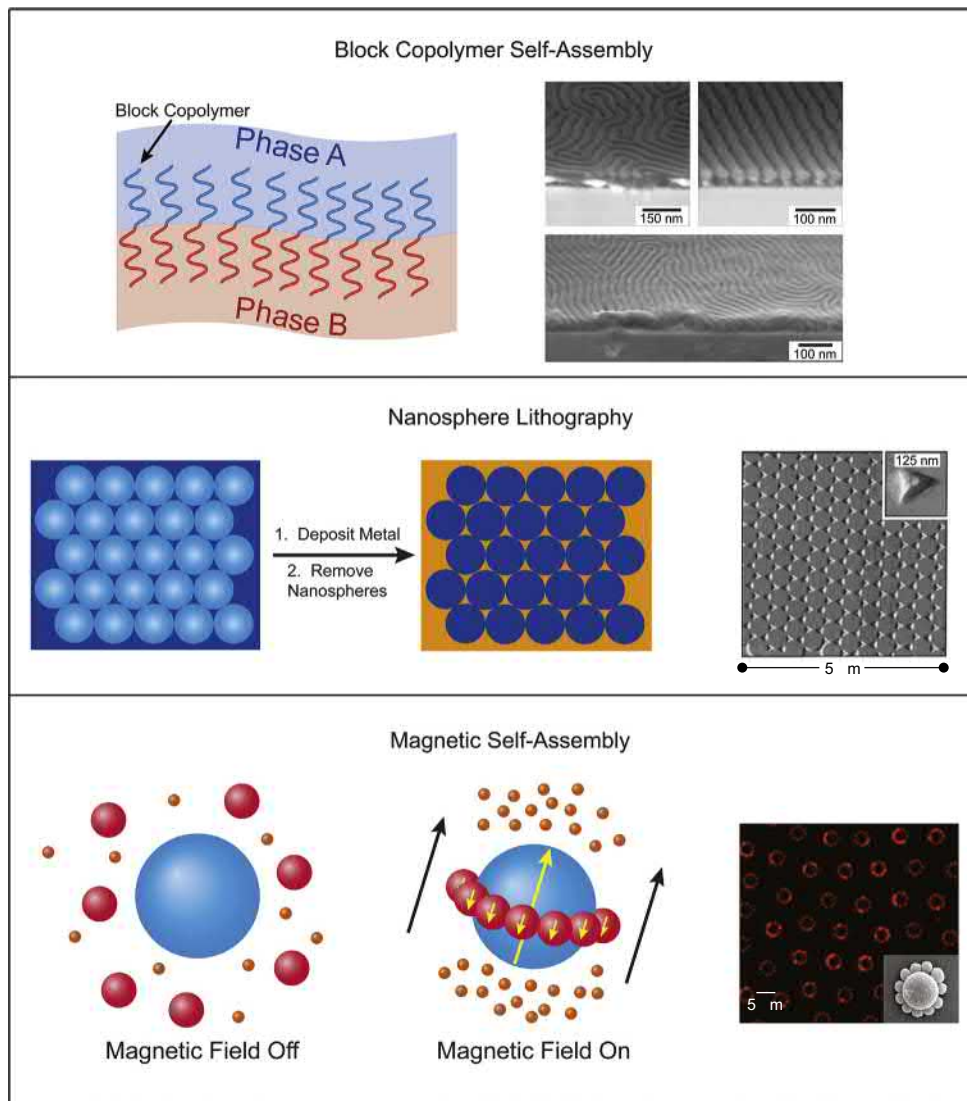 Block Copolymer Self-Assembly
Block Copolymer
Phase A
Phase B
150 nm
100 nm
100 nm
Nanosphere Lithography
1. Deposit Metal
2. Remove
Nanospheres
125 nm
5 m
Magnetic Self-Assembly
5 m
Magnetic Field Off
Magnetic Field On